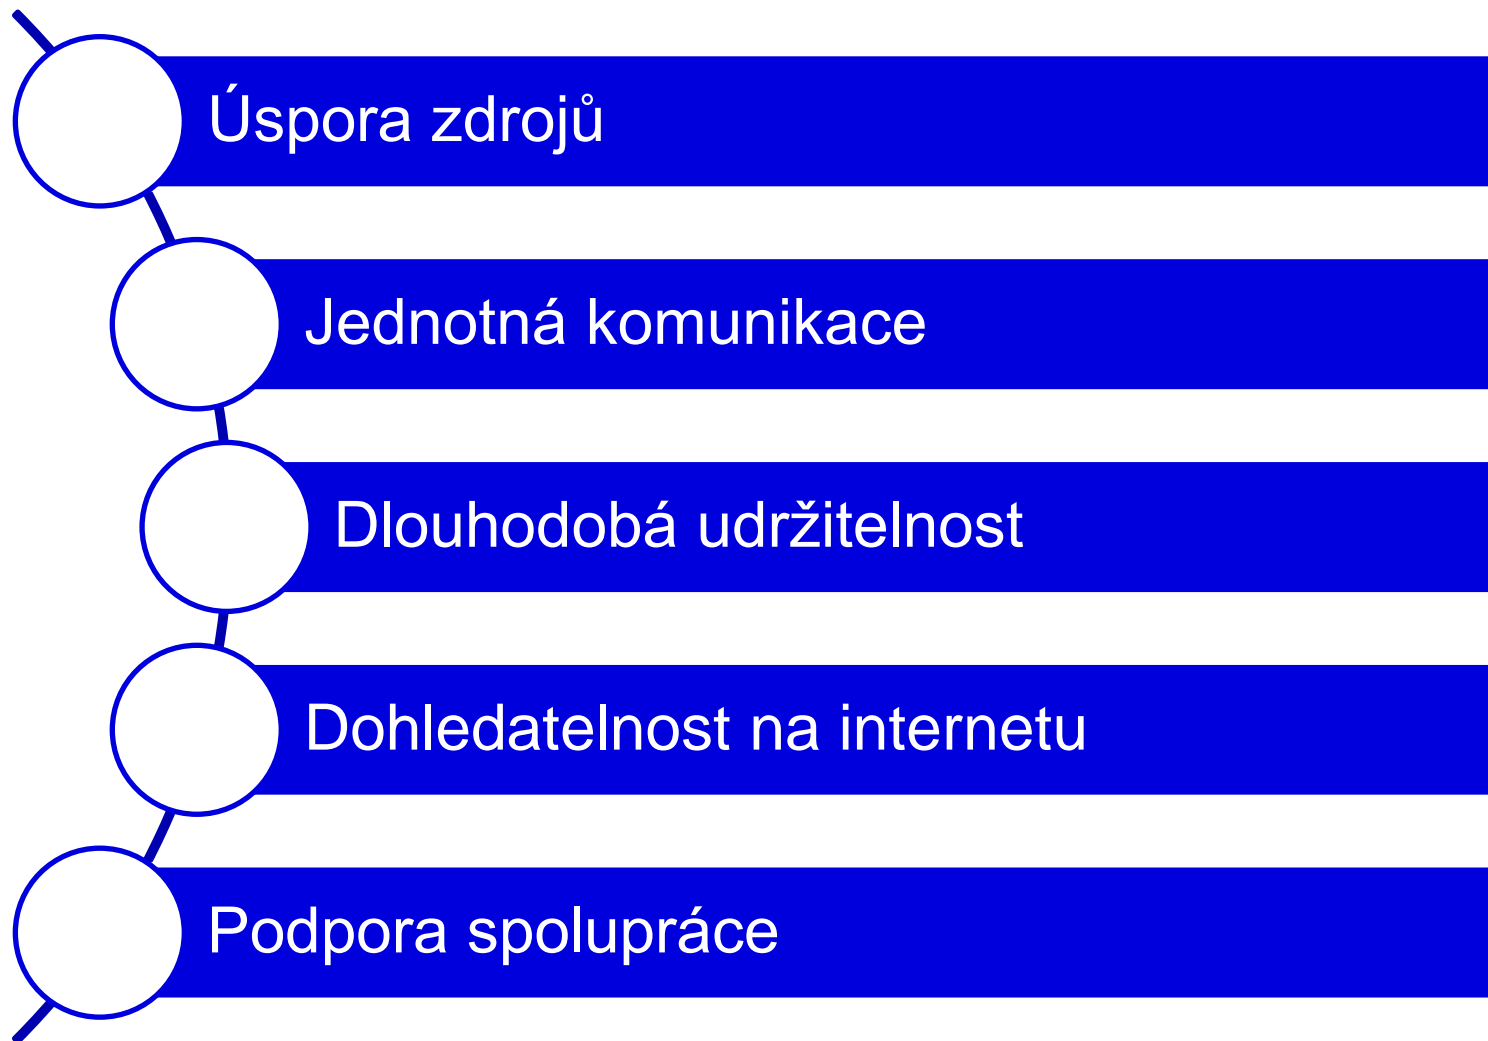 Úspora zdrojů
Jednotná komunikace
Dlouhodobá udržitelnost
Dohledatelnost na internetu
Podpora spolupráce